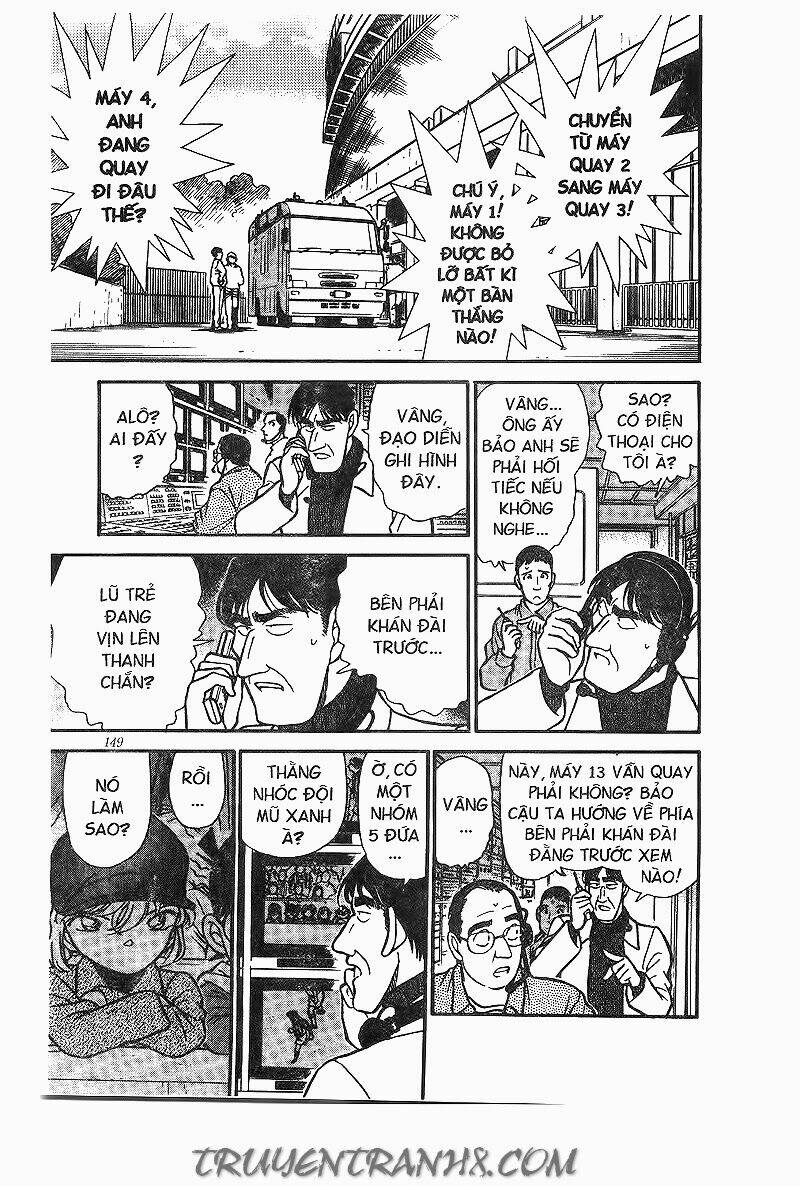 CHUYỂN
TỪ MÁY
QUAY 2
SANG MÁY
QUAY 3!
CHÚ Ý,
MÁY 1!
KHÔNG
ĐƯỢC BỎ
LỠ BẤT KÌ
MỘT BÀN
THẮNG
NÀO!
MÁY 4,
ANH
ĐANG
QUAY
ĐI ĐÂU
THẾ?
SAO?
CÓ ĐIỆN
THOẠI CHO
TÔI À?
VÂNG...
ÔNG ẤY
BẢO ANH SẼ
PHẢI HỐI
TIẾC NẾU
KHÔNG
NGHE...
VÂNG,
ĐẠO DIỄN
GHI HÌNH
ĐÂY.
ALÔ?
AI ĐẤY
?
BÊN PHẢI
KHÁN ĐÀI
TRƯỚC...
LŨ TRẺ
ĐANG
VỊN LÊN
THANH
CHẮN?
149
NÀY, MÁY 13 VẪN QUAY
PHẢI KHÔNG? BẢO
CẬU TA HƯỚNG VỀ PHÍA
BÊN PHẢI KHÁN ĐÀI
ĐẰNG TRƯỚC XEM
NÀO!
VÂNG
...
Ờ, CÓ
MỘT
NHÓM
5 ĐỨA
...
THẰNG
NHÓC ĐỘI
MŨ XANH
À?
RỒI
...
NÓ
LÀM
SAO?
TRUYENTRANH8.COM